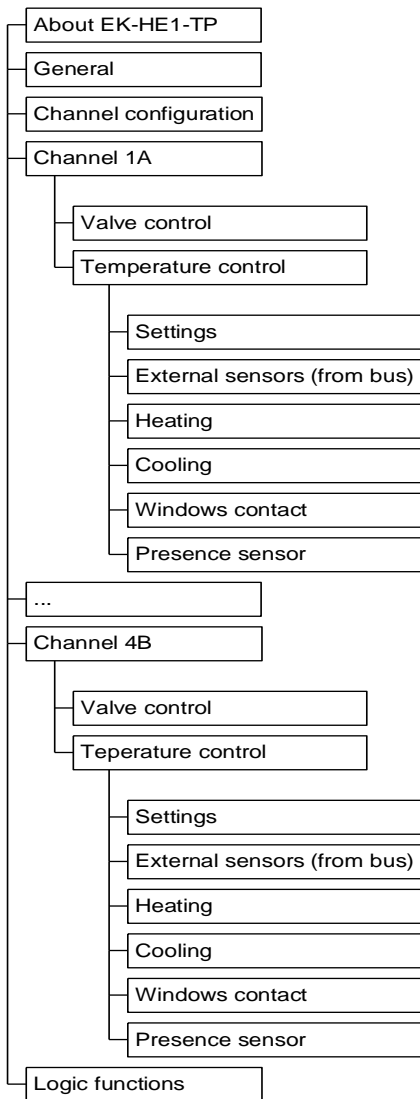 About EK-HE1-TP
General
Channel configuration
Channel 1A
Valve control
Temperature control
Settings
External sensors (from bus)
Heating
Cooling
Windows contact
Presence sensor
...
Channel 4B
Valve control
Teperature control
Settings
External sensors (from bus)
Heating
Cooling
Windows contact
Presence sensor
Logic functions